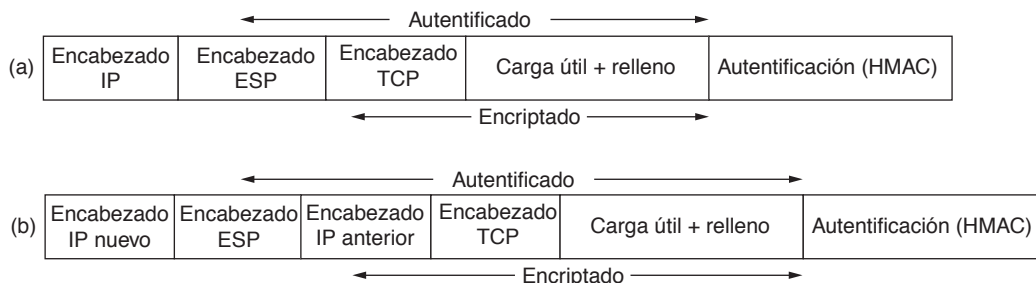 Autentificado
(a)
Encabezado IP
Encabezado ESP
Encabezado TCP
Carga útil + relleno
Autentificación (HMAC)
Encriptado
Autentificado
(b)
Encabezado IP nuevo
Encabezado ESP
Encabezado IP anterior
Encabezado TCP
Carga útil + relleno
Autentificación (HMAC)
Encriptado